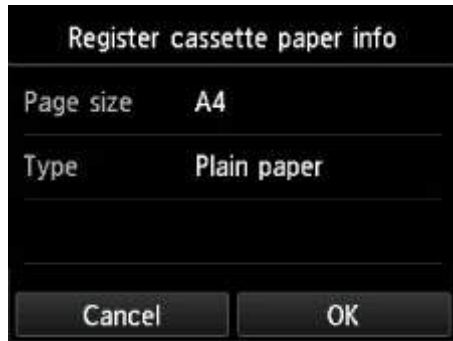 Register cassette paper info
Page size A4
Type Plain paper
Cancel OK